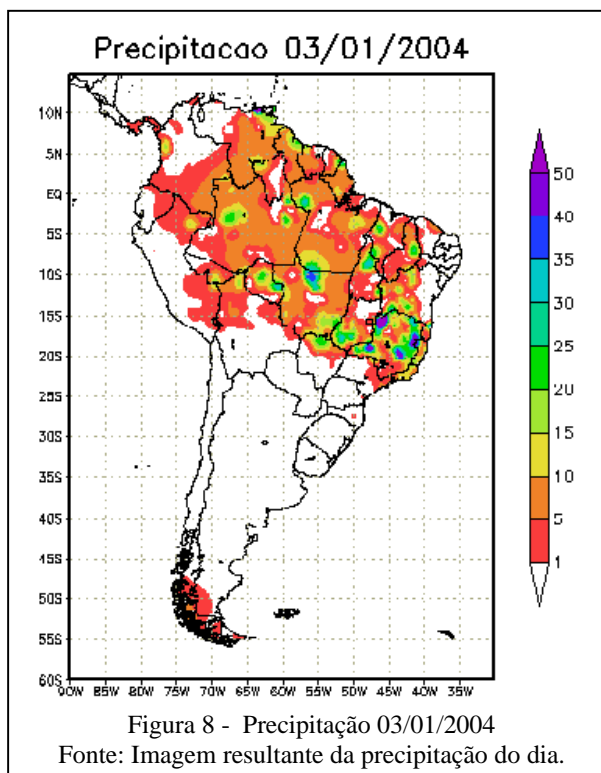 Precipitacao 03/01/2004
10N
5N
EQ
5S
10S
15S
20S
25S
30S
35S
40S
45S
50S
55S
60S
90W 85W 80W 75W 70W 65W 60W 55W 50W 45W 40W 35W
50
40
35
30
25
20
15
10
5
1
Figura 8 - Precipitação 03/01/2004
Fonte: Imagem resultante da precipitação do dia.